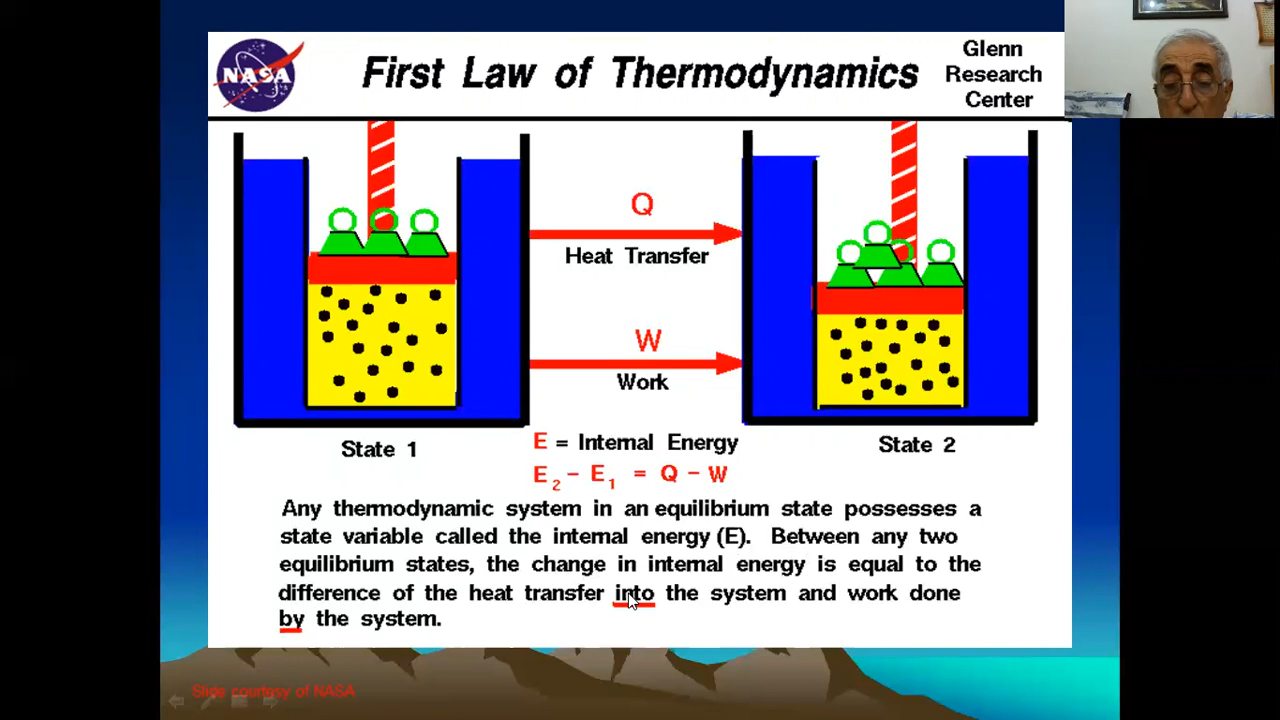 NASA
First Law of Thermodynamics
Glenn
Research
Center
Q
Heat Transfer
W
Work
State 1
E = Internal Energy
E₂ - E₁ = Q - W
State 2
Any thermodynamic system in an equilibrium state possesses a
state variable called the internal energy (E). Between any two
equilibrium states, the change in internal energy is equal to the
difference of the heat transfer into the system and work done
by the system.
Slide courtesy of NASA